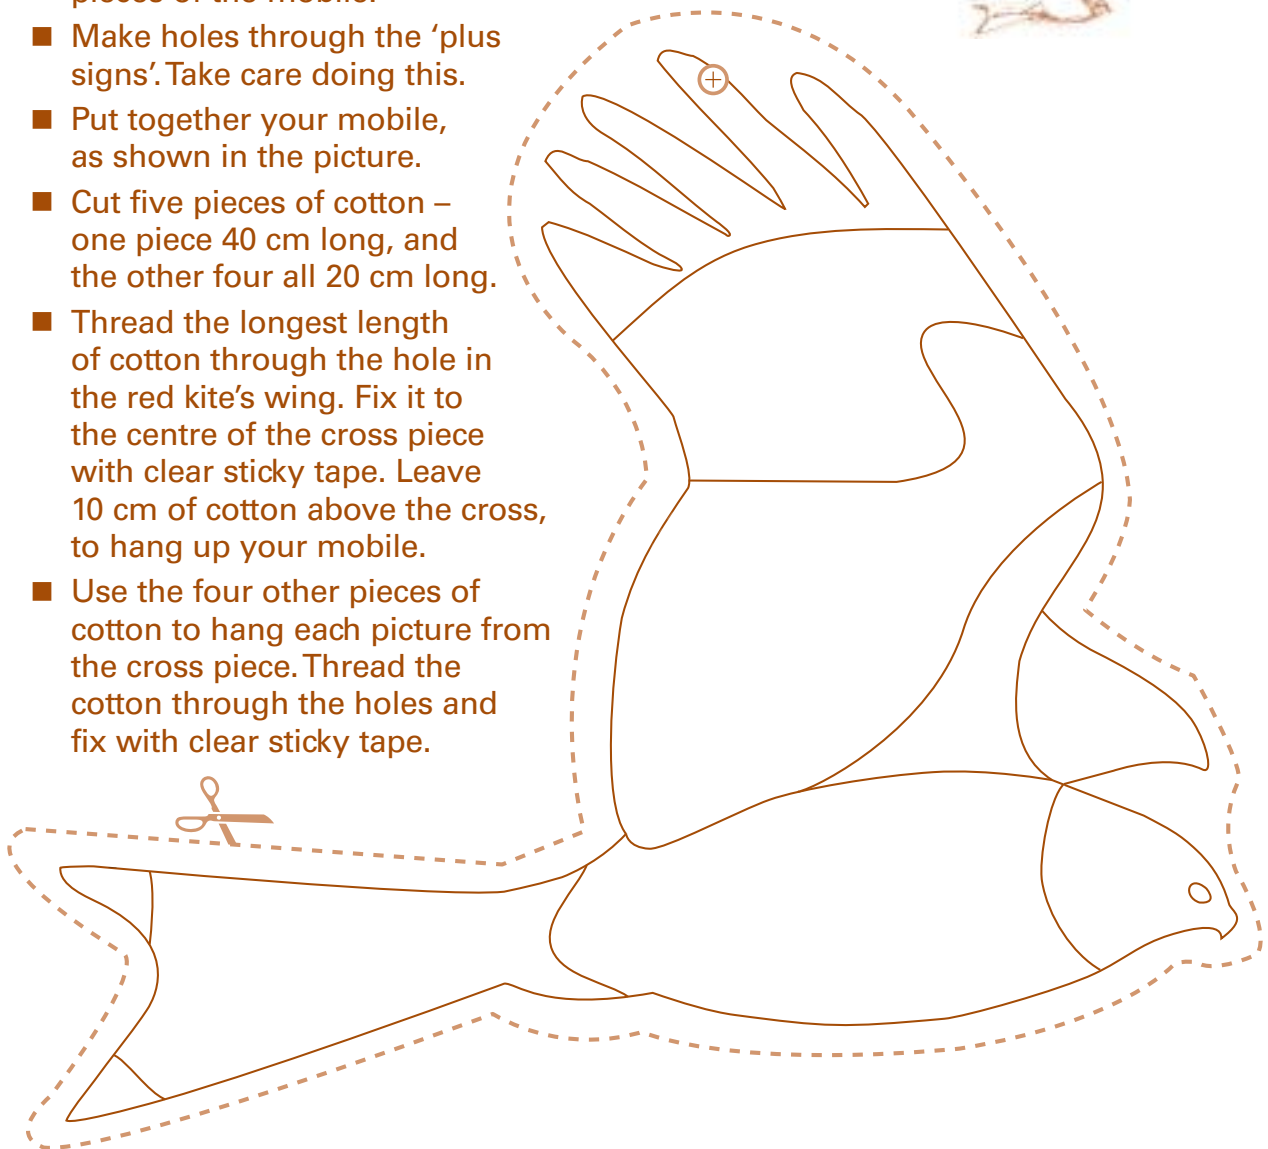 pieces of the mobile.
■ Make holes through the ‘plus
signs’. Take care doing this.
■ Put together your mobile,
as shown in the picture.
■ Cut five pieces of cotton –
one piece 40 cm long, and
the other four all 20 cm long.
■ Thread the longest length
of cotton through the hole in
the red kite’s wing. Fix it to
the centre of the cross piece
with clear sticky tape. Leave
10 cm of cotton above the cross,
to hang up your mobile.
■ Use the four other pieces of
cotton to hang each picture from
the cross piece. Thread the
cotton through the holes and
fix with clear sticky tape.